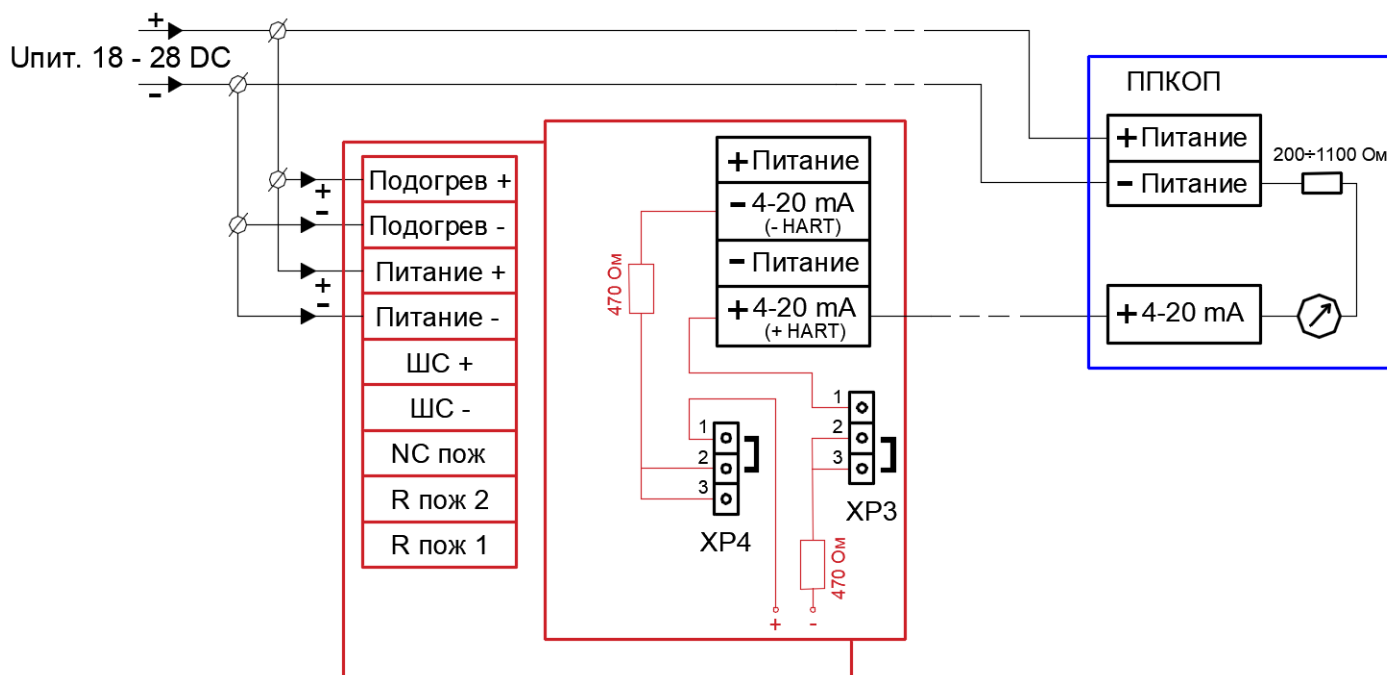 +
Uпит. 18 - 28 DC
-
ППКОП
+ Питание
- Питание
200÷1100 Ом
+ 4-20 mA
Подогрев +
Подогрев -
Питание +
Питание -
ШС +
ШС -
NC пож
R пож 2
R пож 1
+
-
+
-
+ Питание
- 4-20 mA
(- HART)
- Питание
+ 4-20 mA
(+ HART)
470 Ом
1
2
3
XP4
1
2
3
XP3
470 Ом
+ -